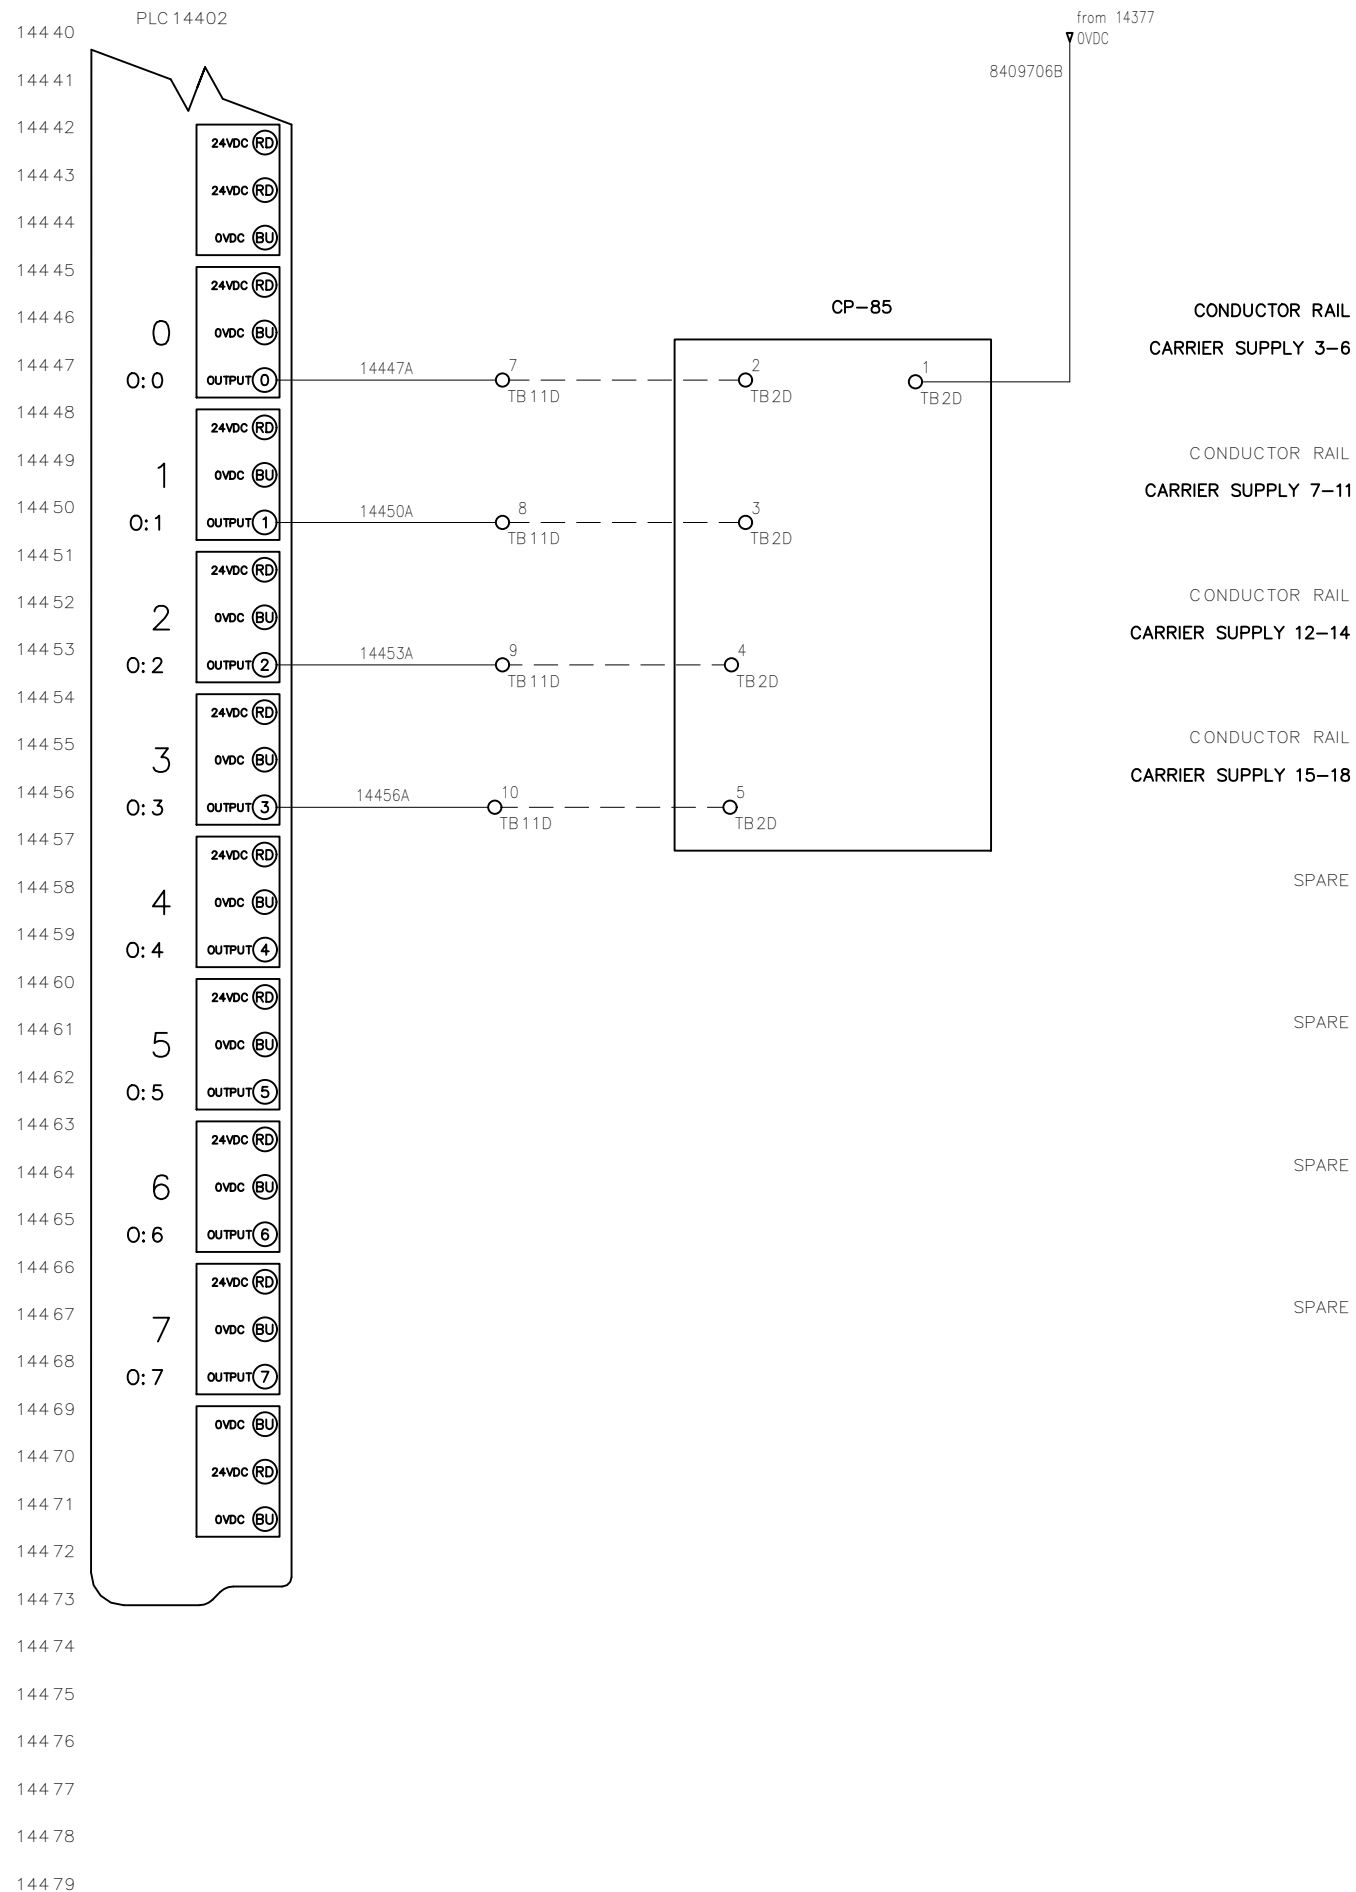 PLC 14402
from 14377
0VDC
8409706B
14440
14441
14442
24VDC RD
14443
24VDC RD
14444
0VDC BU
14445
24VDC RD
14446
0
0VDC BU
CP-85
CONDUCTOR RAIL
CARRIER SUPPLY 3-6
14447
O:0
OUTPUT 0
14447A
7
TB11D
2
TB2D
1
TB2D
14448
24VDC RD
14449
1
0VDC BU
CONDUCTOR RAIL
CARRIER SUPPLY 7-11
14450
O:1
OUTPUT 1
14450A
8
TB11D
3
TB2D
14451
24VDC RD
14452
2
0VDC BU
CONDUCTOR RAIL
CARRIER SUPPLY 12-14
14453
O:2
OUTPUT 2
14453A
9
TB11D
4
TB2D
14454
24VDC RD
14455
3
0VDC BU
CONDUCTOR RAIL
CARRIER SUPPLY 15-18
14456
O:3
OUTPUT 3
14456A
10
TB11D
5
TB2D
14457
24VDC RD
14458
4
0VDC BU
SPARE
14459
O:4
OUTPUT 4
14460
24VDC RD
14461
5
0VDC BU
SPARE
14462
O:5
OUTPUT 5
14463
24VDC RD
14464
6
0VDC BU
SPARE
14465
O:6
OUTPUT 6
14466
24VDC RD
14467
7
0VDC BU
SPARE
14468
O:7
OUTPUT 7
14469
0VDC BU
14470
24VDC RD
14471
0VDC BU
14472
14473
14474
14475
14476
14477
14478
14479